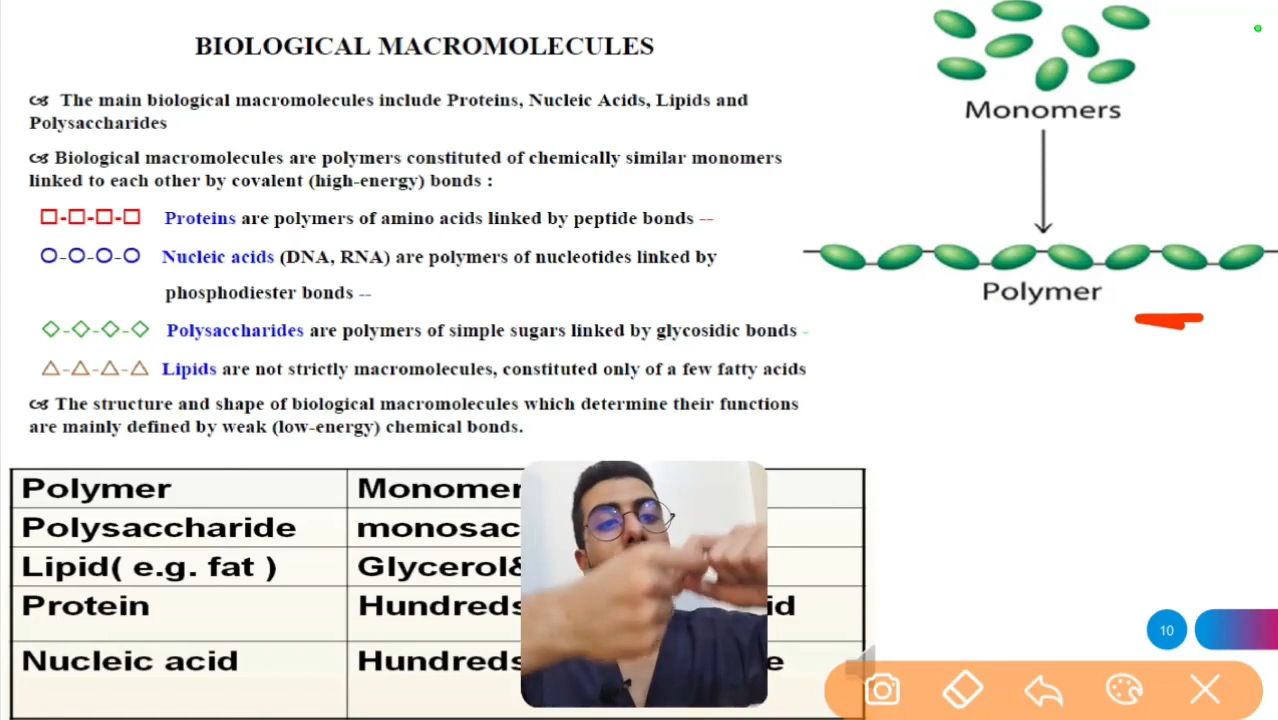 BIOLOGICAL MACROMOLECULES
The main biological macromolecules include Proteins, Nucleic Acids, Lipids and
Polysaccharides
Biological macromolecules are polymers constituted of chemically similar monomers
linked to each other by covalent (high-energy) bonds :
Proteins are polymers of amino acids linked by peptide bonds --
Nucleic acids (DNA, RNA) are polymers of nucleotides linked by
phosphodiester bonds --
Polysaccharides are polymers of simple sugars linked by glycosidic bonds -
Lipids are not strictly macromolecules, constituted only of a few fatty acids
The structure and shape of biological macromolecules which determine their functions
are mainly defined by weak (low-energy) chemical bonds.
Monomers
Polymer
Polymer
Polysaccharide
Lipid( e.g. fat )
Glycerol&
Protein
Hundreds
Nucleic acid
Hundreds
10